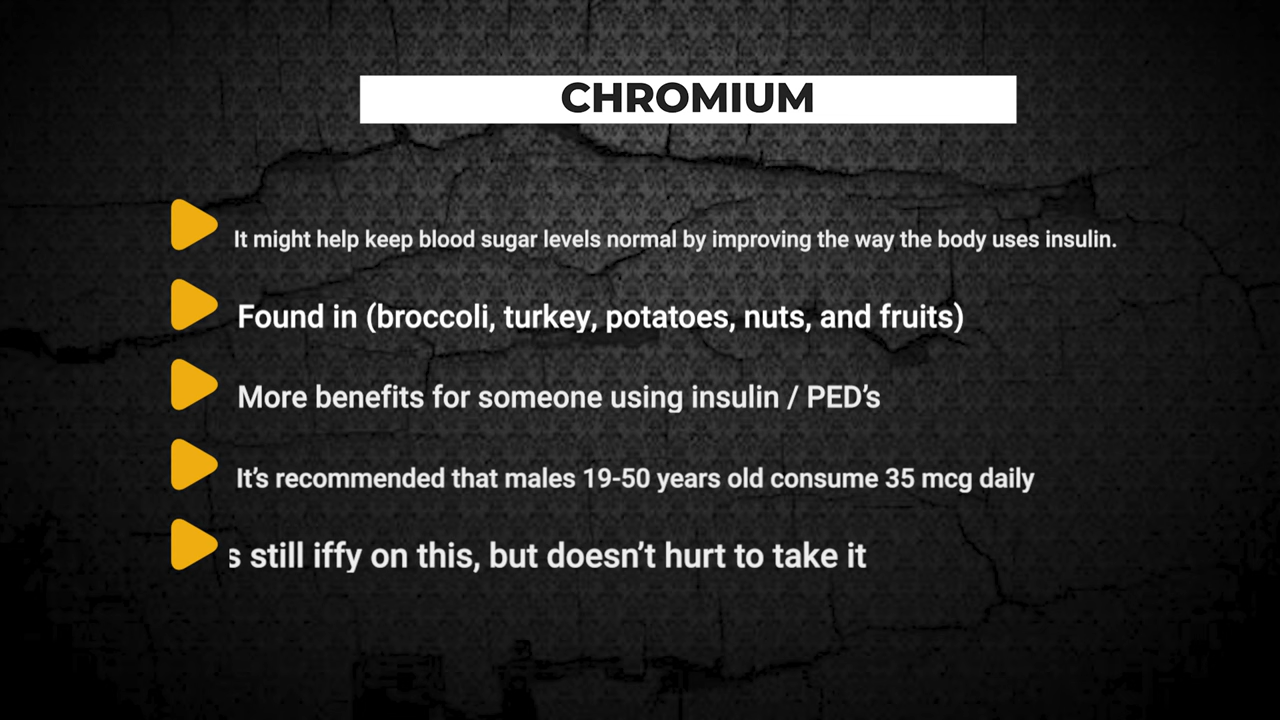 CHROMIUM
It might help keep blood sugar levels normal by improving the way the body uses insulin.
Found in (broccoli, turkey, potatoes, nuts, and fruits)
More benefits for someone using insulin / PED’s
It’s recommended that males 19-50 years old consume 35 mcg daily
still iffy on this, but doesn’t hurt to take it